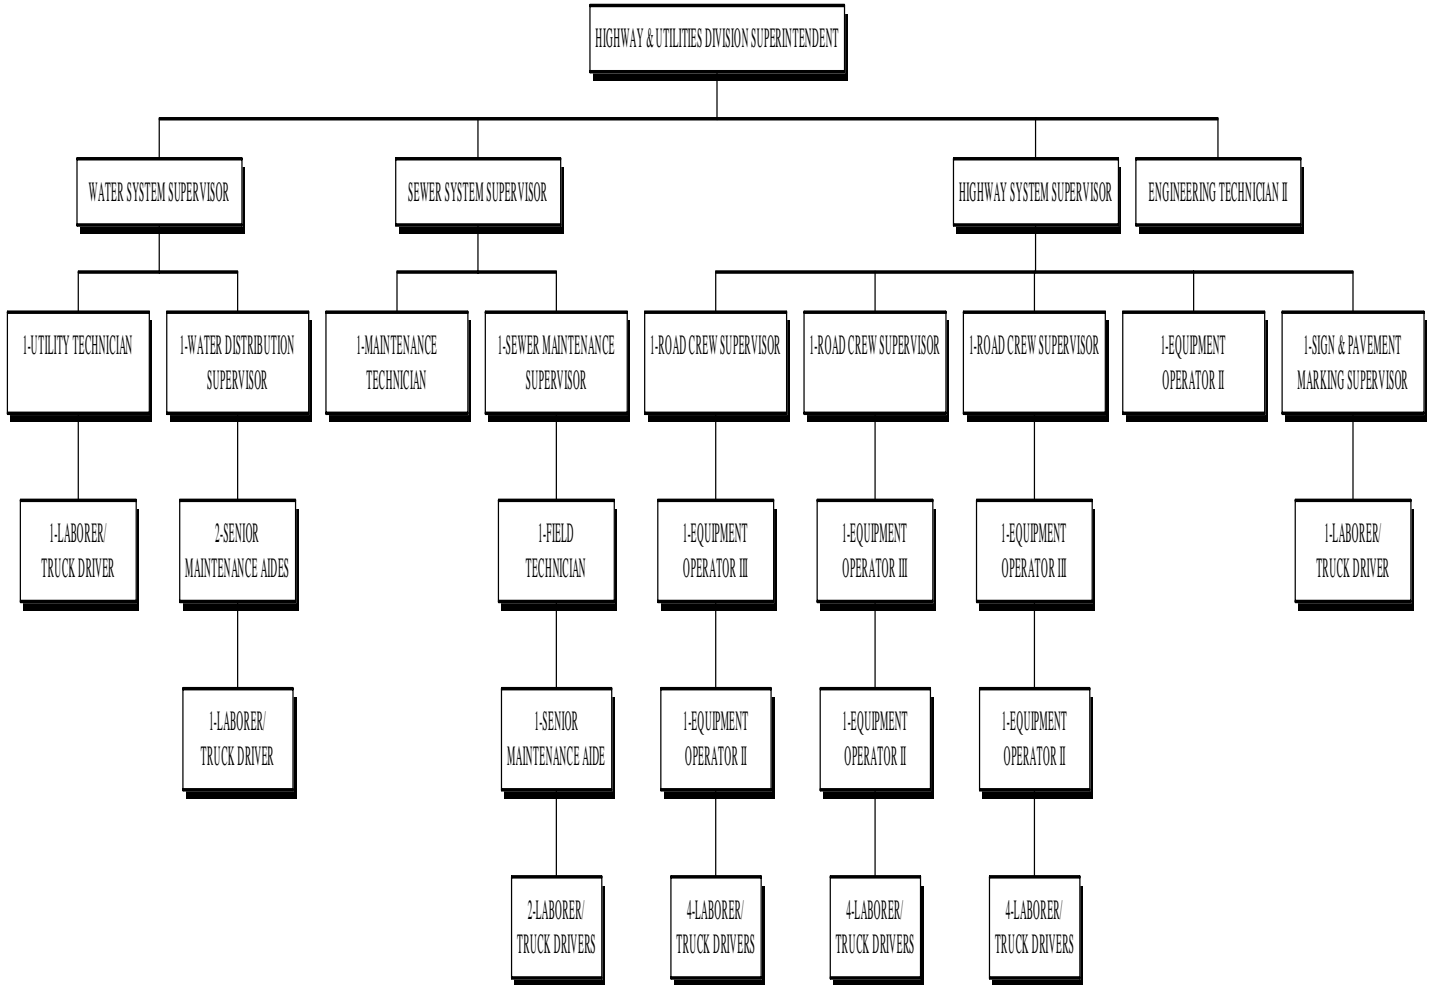 HIGHWAY & UTILITIES DIVISION SUPERINTENDENT
WATER SYSTEM SUPERVISOR
SEWER SYSTEM SUPERVISOR
HIGHWAY SYSTEM SUPERVISOR
ENGINEERING TECHNICIAN II
1-UTILITY TECHNICIAN
1-WATER DISTRIBUTION
SUPERVISOR
1-MAINTENANCE
TECHNICIAN
1-SEWER MAINTENANCE
SUPERVISOR
1-ROAD CREW SUPERVISOR
1-ROAD CREW SUPERVISOR
1-ROAD CREW SUPERVISOR
1-EQUIPMENT
OPERATOR II
1-SIGN & PAVEMENT
MARKING SUPERVISOR
1-LABORER/
TRUCK DRIVER
2-SENIOR
MAINTENANCE AIDES
1-FIELD
TECHNICIAN
1-EQUIPMENT
OPERATOR III
1-EQUIPMENT
OPERATOR III
1-EQUIPMENT
OPERATOR III
1-LABORER/
TRUCK DRIVER
1-LABORER/
TRUCK DRIVER
1-SENIOR
MAINTENANCE AIDE
1-EQUIPMENT
OPERATOR II
1-EQUIPMENT
OPERATOR II
1-EQUIPMENT
OPERATOR II
2-LABORER/
TRUCK DRIVERS
4-LABORER/
TRUCK DRIVERS
4-LABORER/
TRUCK DRIVERS
4-LABORER/
TRUCK DRIVERS